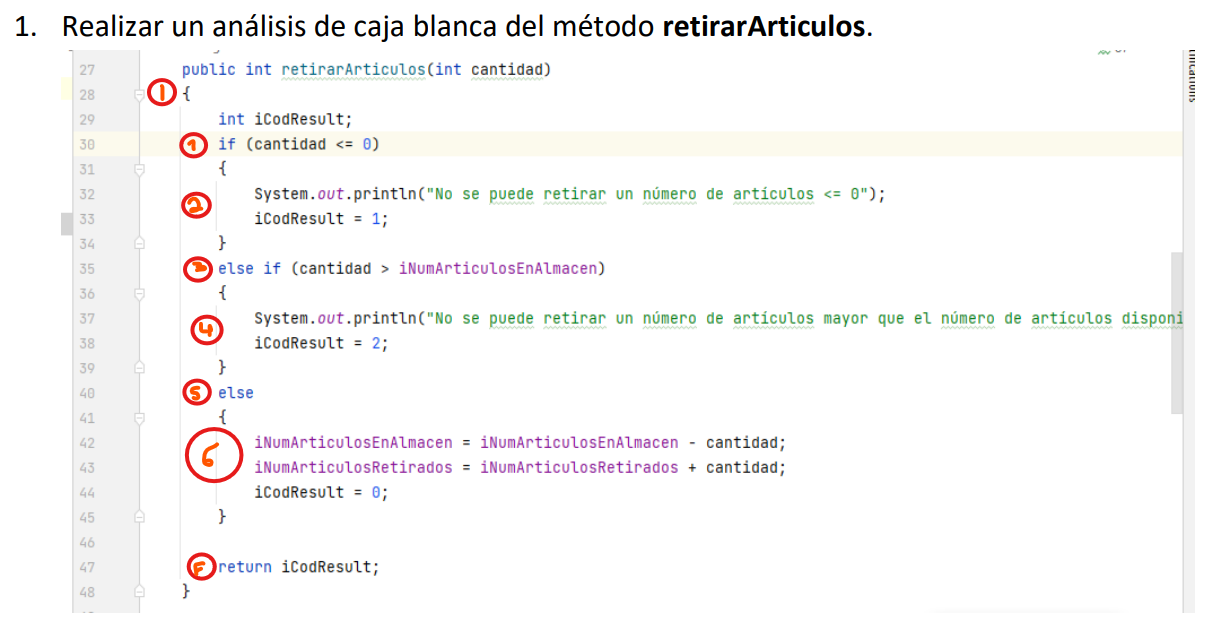 1. Realizar un análisis de caja blanca del método retirarArticulos.
27 public int retirarArticulos(int cantidad)
28 I {
29 int iCodResult;
30 1 if (cantidad <= 0)
31 {
32 System.out.println("No se puede retirar un número de artículos <= 0");
2
33 iCodResult = 1;
34 }
35 3 else if (cantidad > iNumArticulosEnAlmacen)
36 {
37 System.out.println("No se puede retirar un número de artículos mayor que el número de artículos disponi
4
38 iCodResult = 2;
39 }
40 5 else
41 {
42 iNumArticulosEnAlmacen = iNumArticulosEnAlmacen - cantidad;
6
43 iNumArticulosRetirados = iNumArticulosRetirados + cantidad;
44 iCodResult = 0;
45 }
46
47 F return iCodResult;
48 }